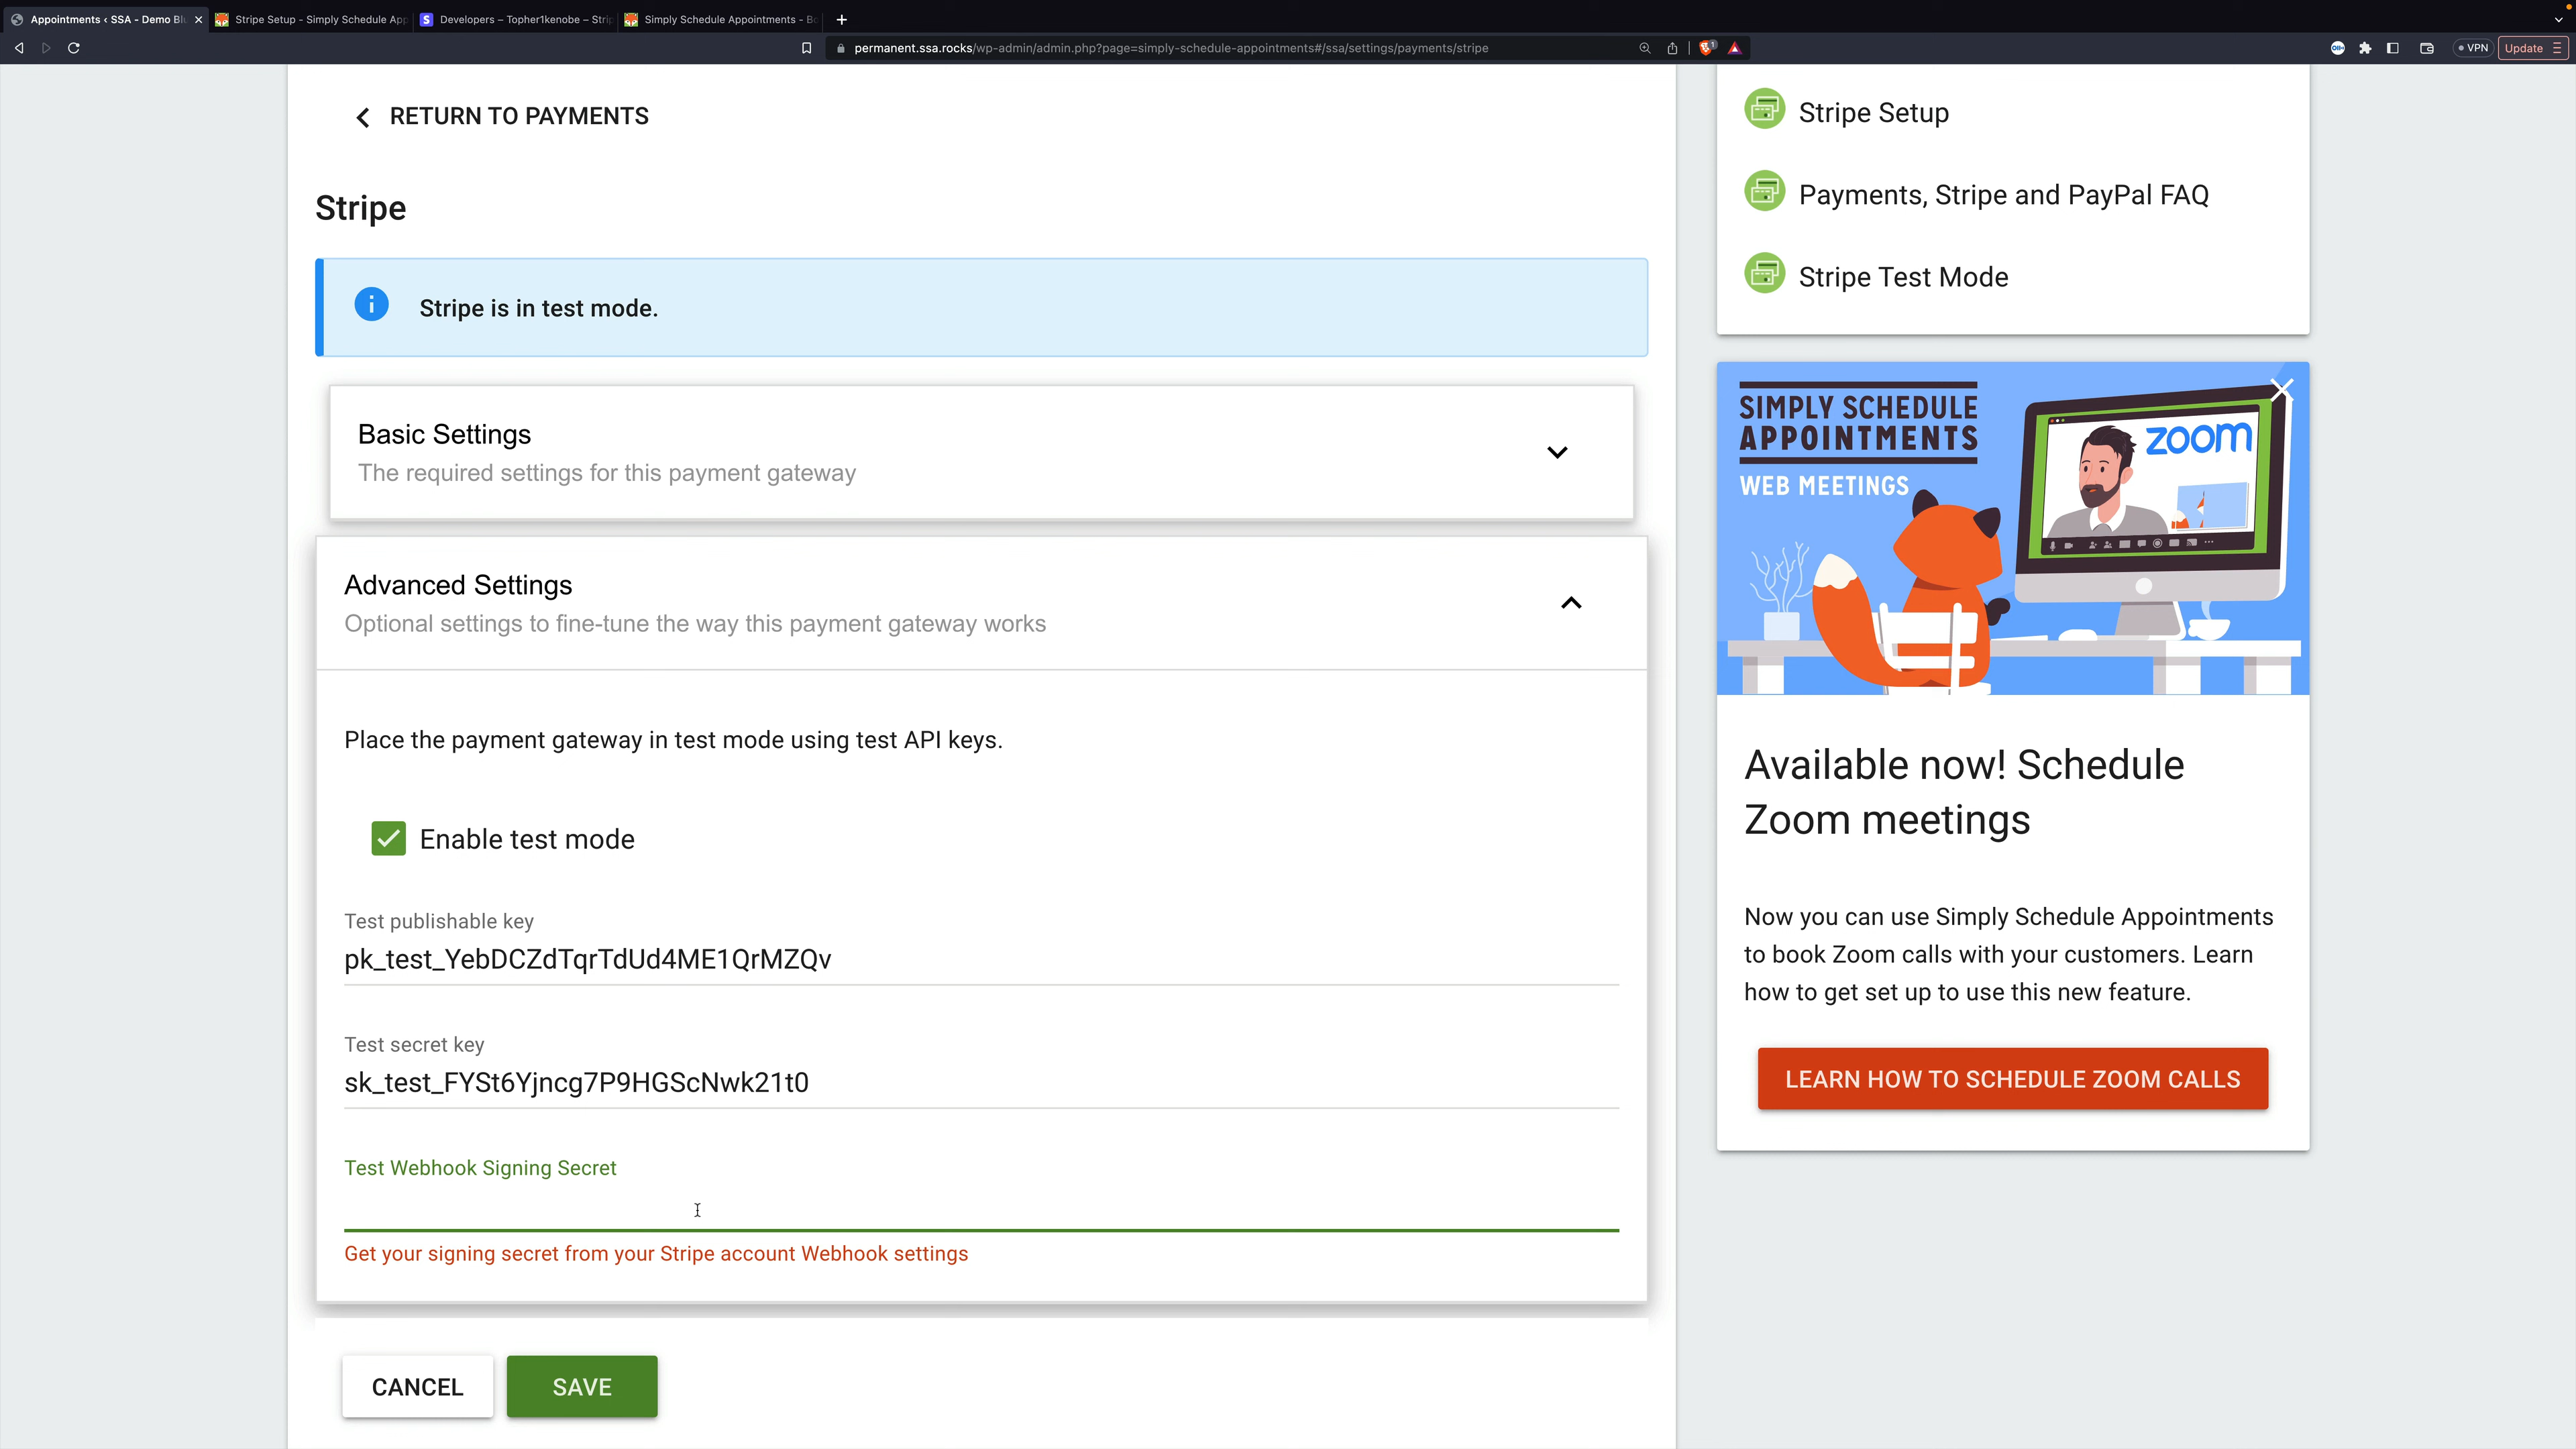 Appointments ‹ SSA - Demo Bl
Stripe Setup - Simply Schedule App
Developers – Topher1kenobe – Stri
Simply Schedule Appointments - Bo
permanent.ssa.rocks/wp-admin/admin.php?page=simply-schedule-appointments#/ssa/settings/payments/stripe
VPN
Update
RETURN TO PAYMENTS
Stripe
Stripe is in test mode.
Basic Settings
The required settings for this payment gateway
Advanced Settings
Optional settings to fine-tune the way this payment gateway works
Place the payment gateway in test mode using test API keys.
Enable test mode
Test publishable key
pk_test_YebDCZdTqrTdUd4ME1QrMZQv
Test secret key
sk_test_FYSt6Yjncg7P9HGScNwk21t0
Test Webhook Signing Secret
Get your signing secret from your Stripe account Webhook settings
CANCEL
SAVE
Stripe Setup
Payments, Stripe and PayPal FAQ
Stripe Test Mode
SIMPLY SCHEDULE
APPOINTMENTS
WEB MEETINGS
zoom
Available now! Schedule
Zoom meetings
Now you can use Simply Schedule Appointments
to book Zoom calls with your customers. Learn
how to get set up to use this new feature.
LEARN HOW TO SCHEDULE ZOOM CALLS